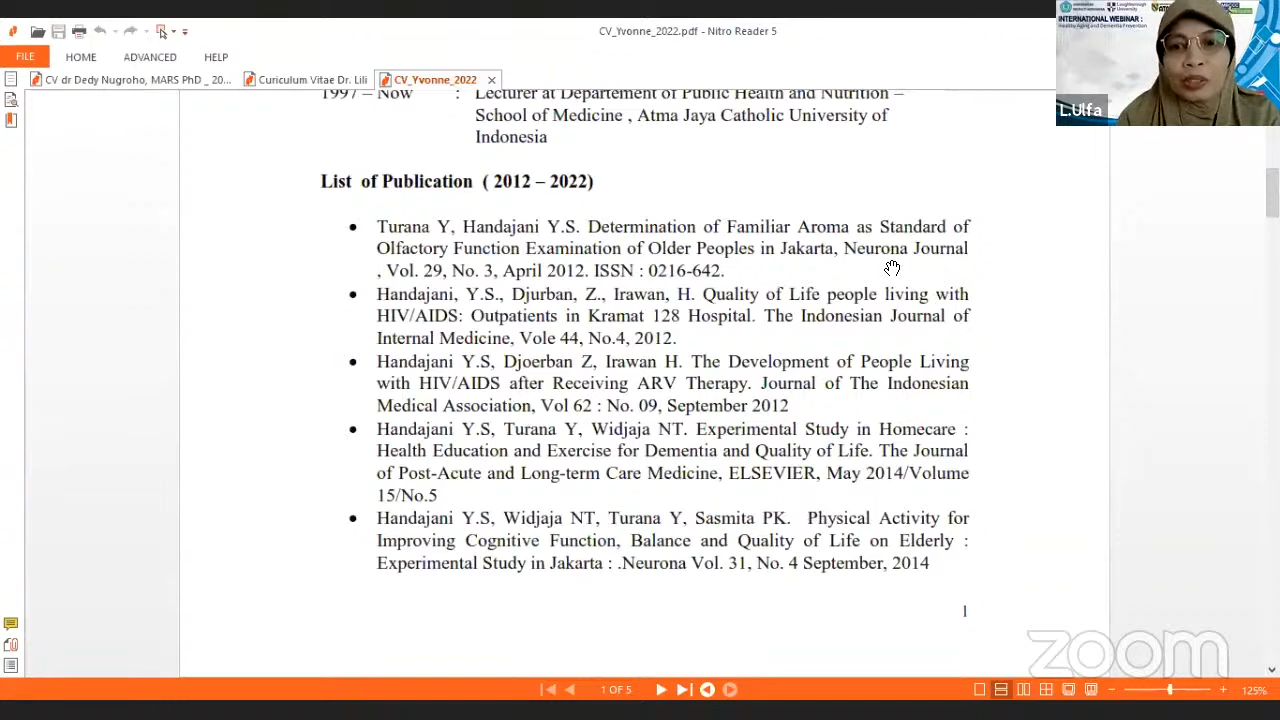 CV_Yvonne_2022.pdf - Nitro Reader 5
FILE
HOME
ADVANCED
HELP
CV dr Dedy Nugroho, MARS PhD _ 20...
Curiculum Vitae Dr. Lili
CV_Yvonne_2022
INTERNATIONAL WEBINAR :
Healthy Aging and Dementia Prevention
Loughborough
University
L.Ulfa
1997 – Now : Lecturer at Departement of Public Health and Nutrition –
School of Medicine , Atma Jaya Catholic University of
Indonesia
List of Publication ( 2012 – 2022)
• Turana Y, Handajani Y.S. Determination of Familiar Aroma as Standard of
Olfactory Function Examination of Older Peoples in Jakarta, Neurona Journal
, Vol. 29, No. 3, April 2012. ISSN : 0216-642.
• Handajani, Y.S., Djurban, Z., Irawan, H. Quality of Life people living with
HIV/AIDS: Outpatients in Kramat 128 Hospital. The Indonesian Journal of
Internal Medicine, Vole 44, No.4, 2012.
• Handajani Y.S, Djoerban Z, Irawan H. The Development of People Living
with HIV/AIDS after Receiving ARV Therapy. Journal of The Indonesian
Medical Association, Vol 62 : No. 09, September 2012
• Handajani Y.S, Turana Y, Widjaja NT. Experimental Study in Homecare :
Health Education and Exercise for Dementia and Quality of Life. The Journal
of Post-Acute and Long-term Care Medicine, ELSEVIER, May 2014/Volume
15/No.5
• Handajani Y.S, Widjaja NT, Turana Y, Sasmita PK. Physical Activity for
Improving Cognitive Function, Balance and Quality of Life on Elderly :
Experimental Study in Jakarta : .Neurona Vol. 31, No. 4 September, 2014
1
zoom
1 OF 5
125%